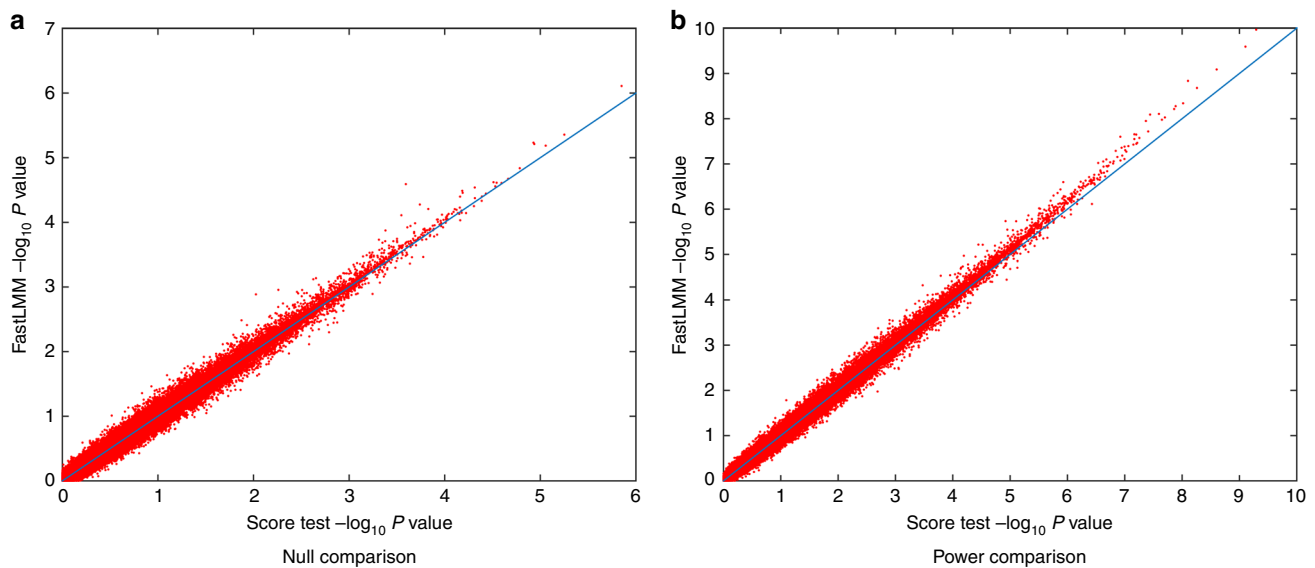 a
7
6
5
4
3
2
1
0
FastLMM –log10 P value
0 1 2 3 4 5 6
Score test –log10 P value
Null comparison
b
10
9
8
7
6
5
4
3
2
1
0
FastLMM –log10 P value
0 1 2 3 4 5 6 7 8 9 10
Score test –log10 P value
Power comparison